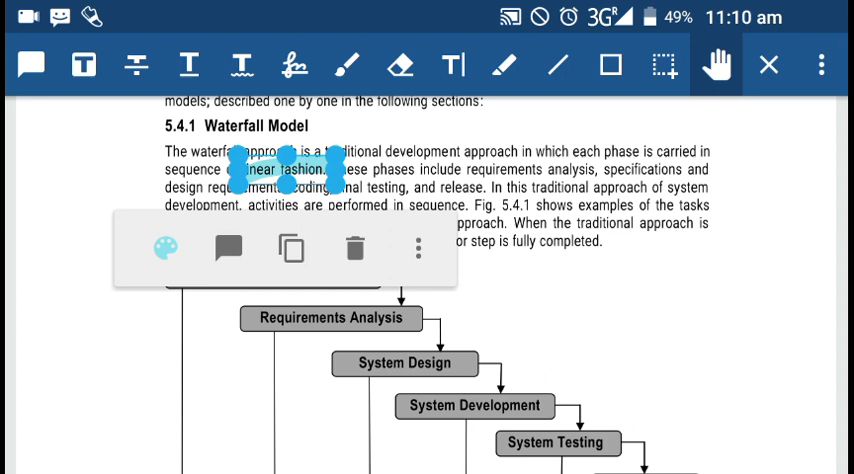 3G R 49% 11:10 am
T T T T
models; described one by one in the following sections:
5.4.1 Waterfall Model
The waterfall approach is a traditional development approach in which each phase is carried in
sequence linear fashion. These phases include requirements analysis, specifications and
design requirements, coding, final testing, and release. In this traditional approach of system
development, activities are performed in sequence. Fig. 5.4.1 shows examples of the tasks
pproach. When the traditional approach is
or step is fully completed.
Requirements Analysis
System Design
System Development
System Testing